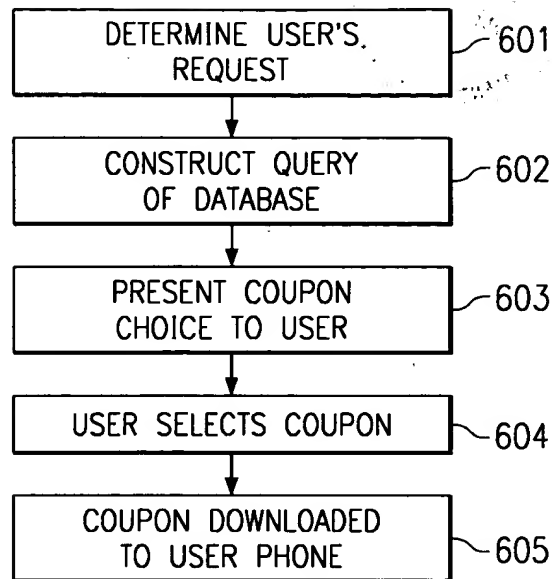 DETERMINE USER'S
REQUEST
601
CONSTRUCT QUERY
OF DATABASE
602
PRESENT COUPON
CHOICE TO USER
603
USER SELECTS COUPON
604
COUPON DOWNLOADED
TO USER PHONE
605